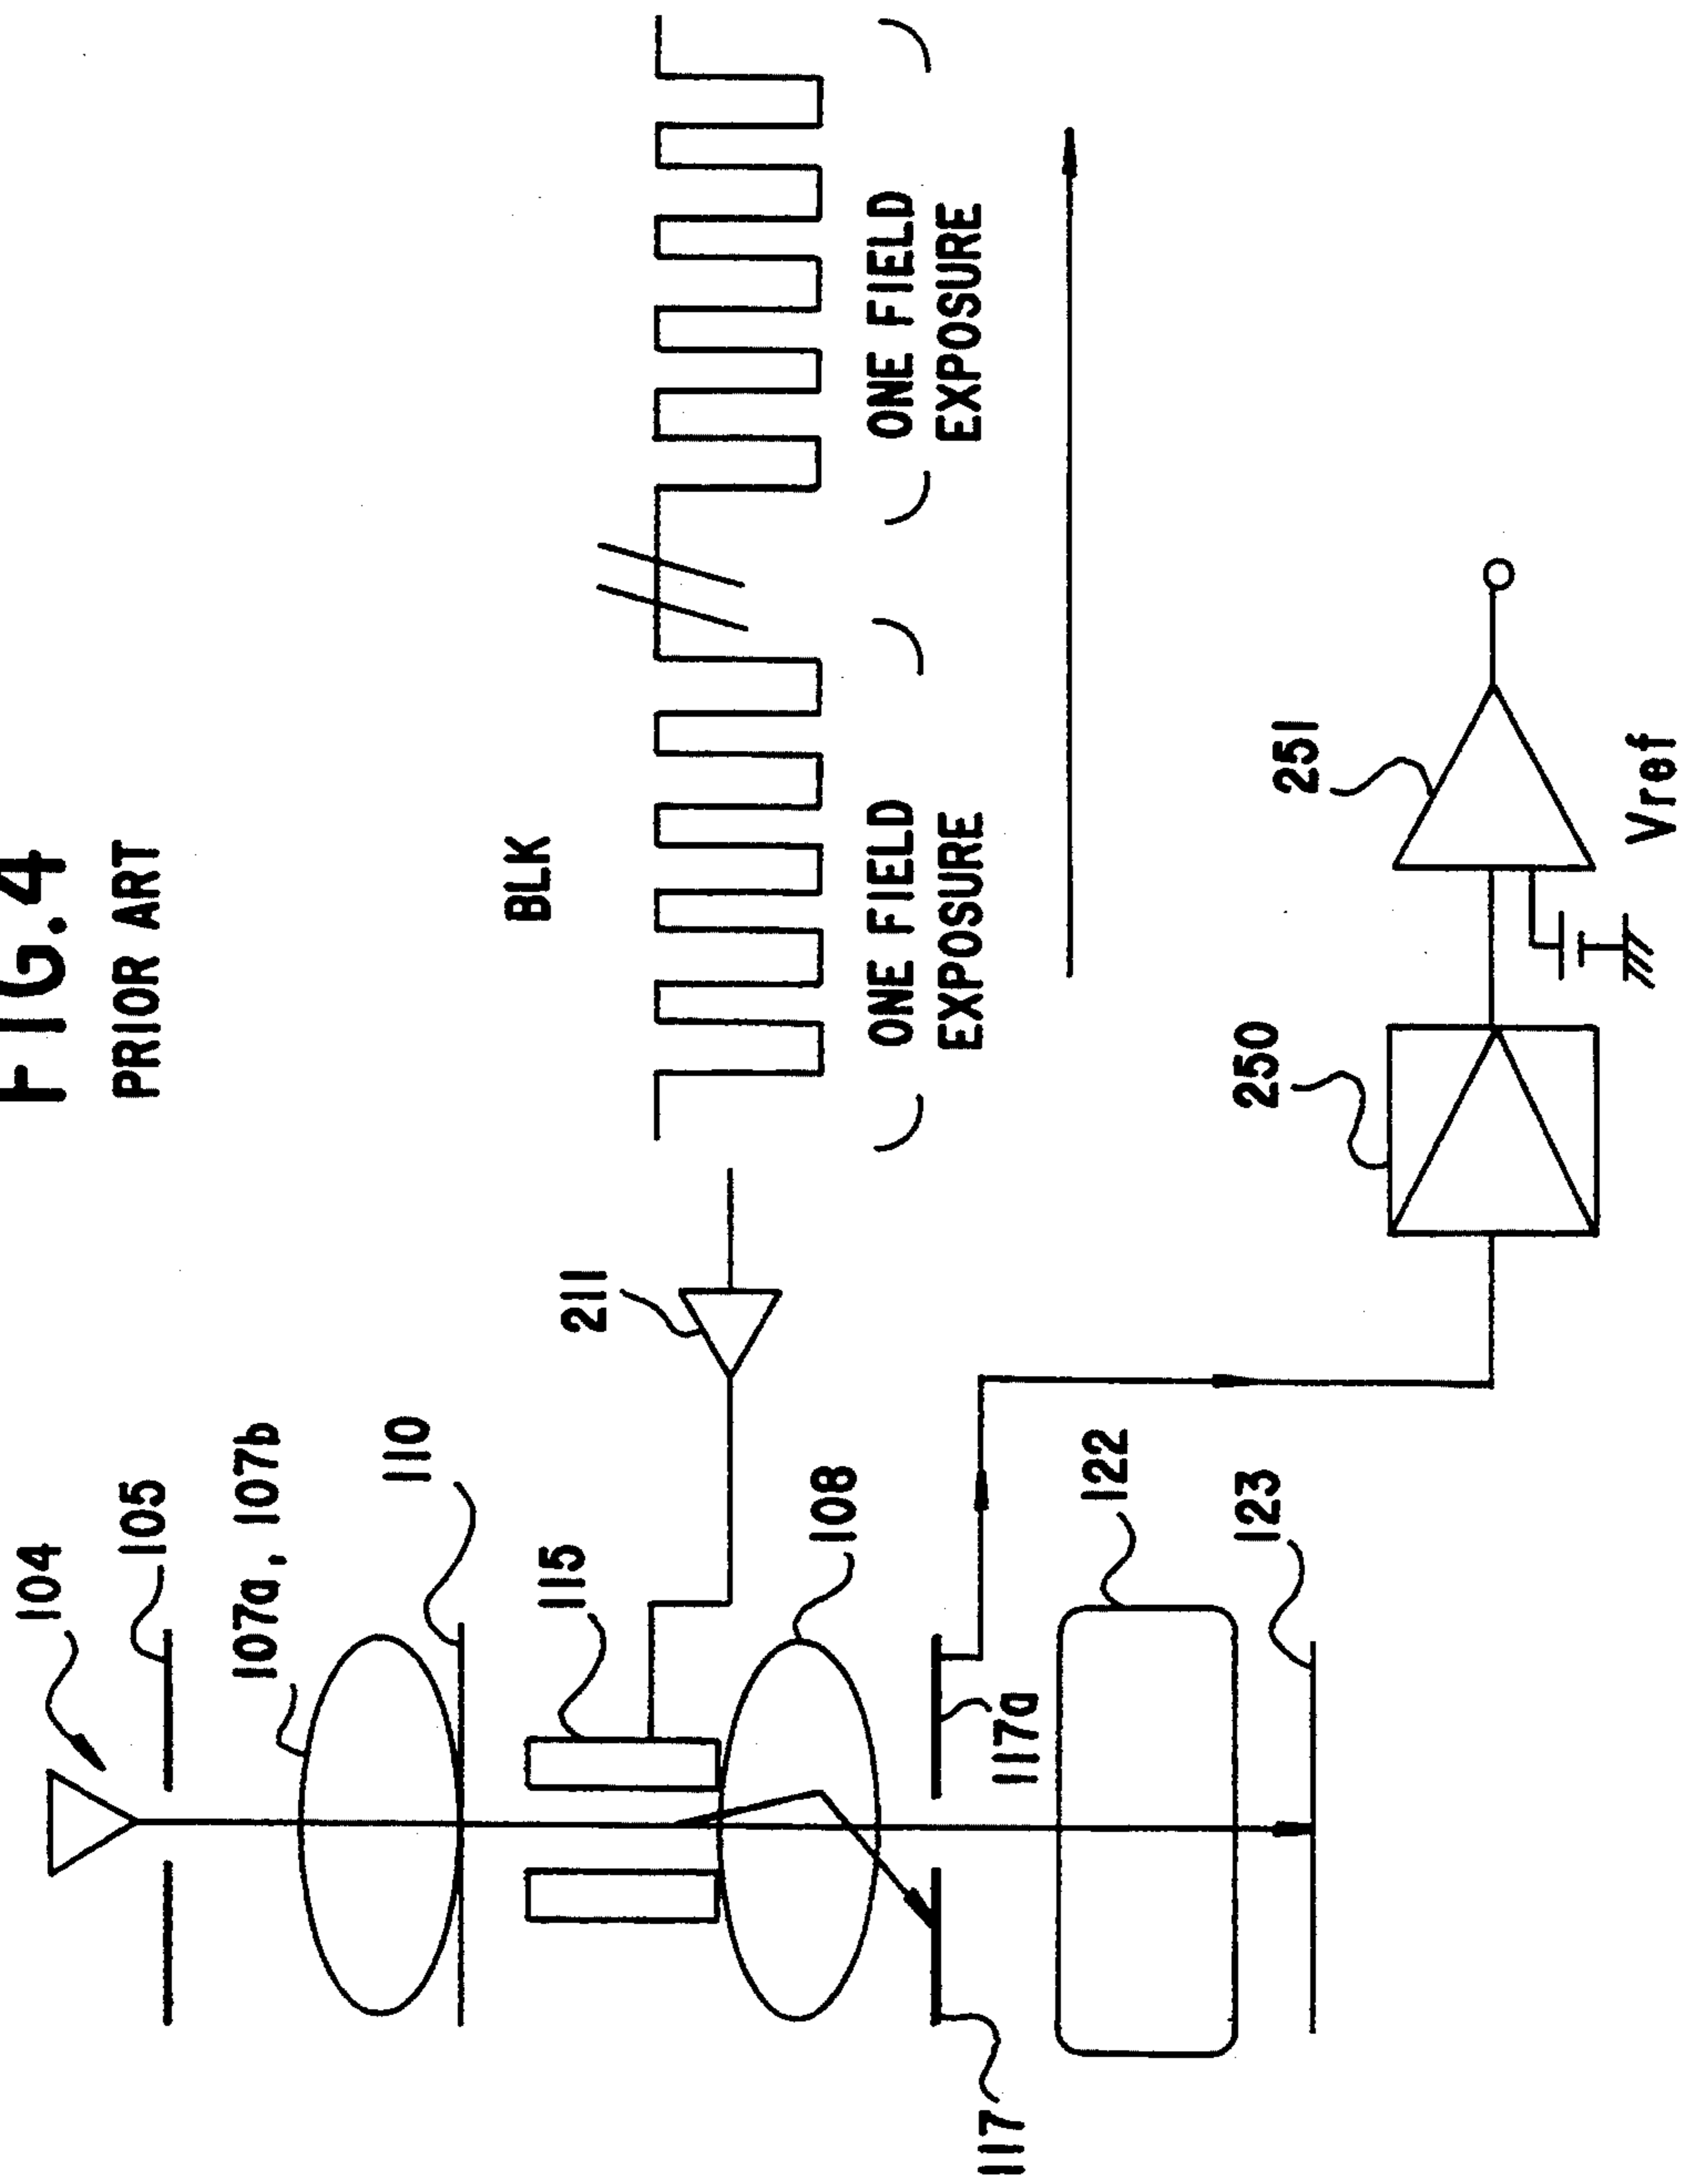 FIG.4
PRIOR ART
104
105
107a, 107b
110
115
211
BLK
108
ONE FIELD
EXPOSURE
ONE FIELD
EXPOSURE
117
117a
122
123
250
251
Vref